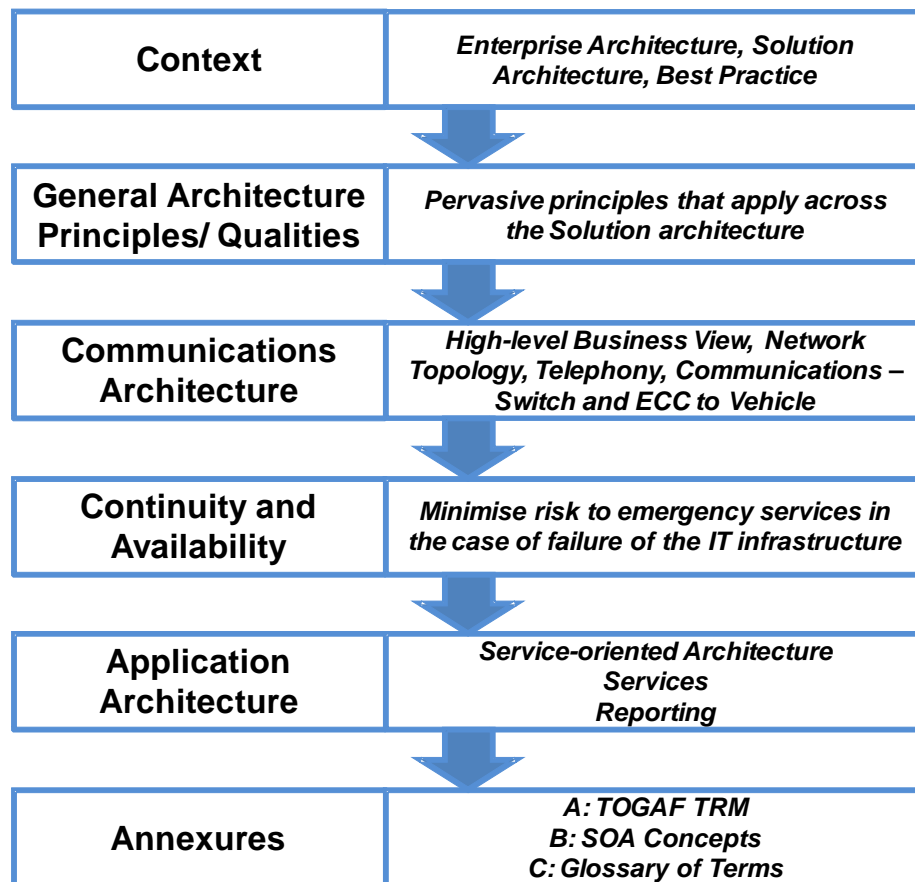 Context
Enterprise Architecture, Solution
Architecture, Best Practice
General Architecture
Principles/ Qualities
Pervasive principles that apply across
the Solution architecture
Communications
Architecture
High-level Business View, Network
Topology, Telephony, Communications –
Switch and ECC to Vehicle
Continuity and
Availability
Minimise risk to emergency services in
the case of failure of the IT infrastructure
Application
Architecture
Service-oriented Architecture
Services
Reporting
Annexures
A: TOGAF TRM
B: SOA Concepts
C: Glossary of Terms